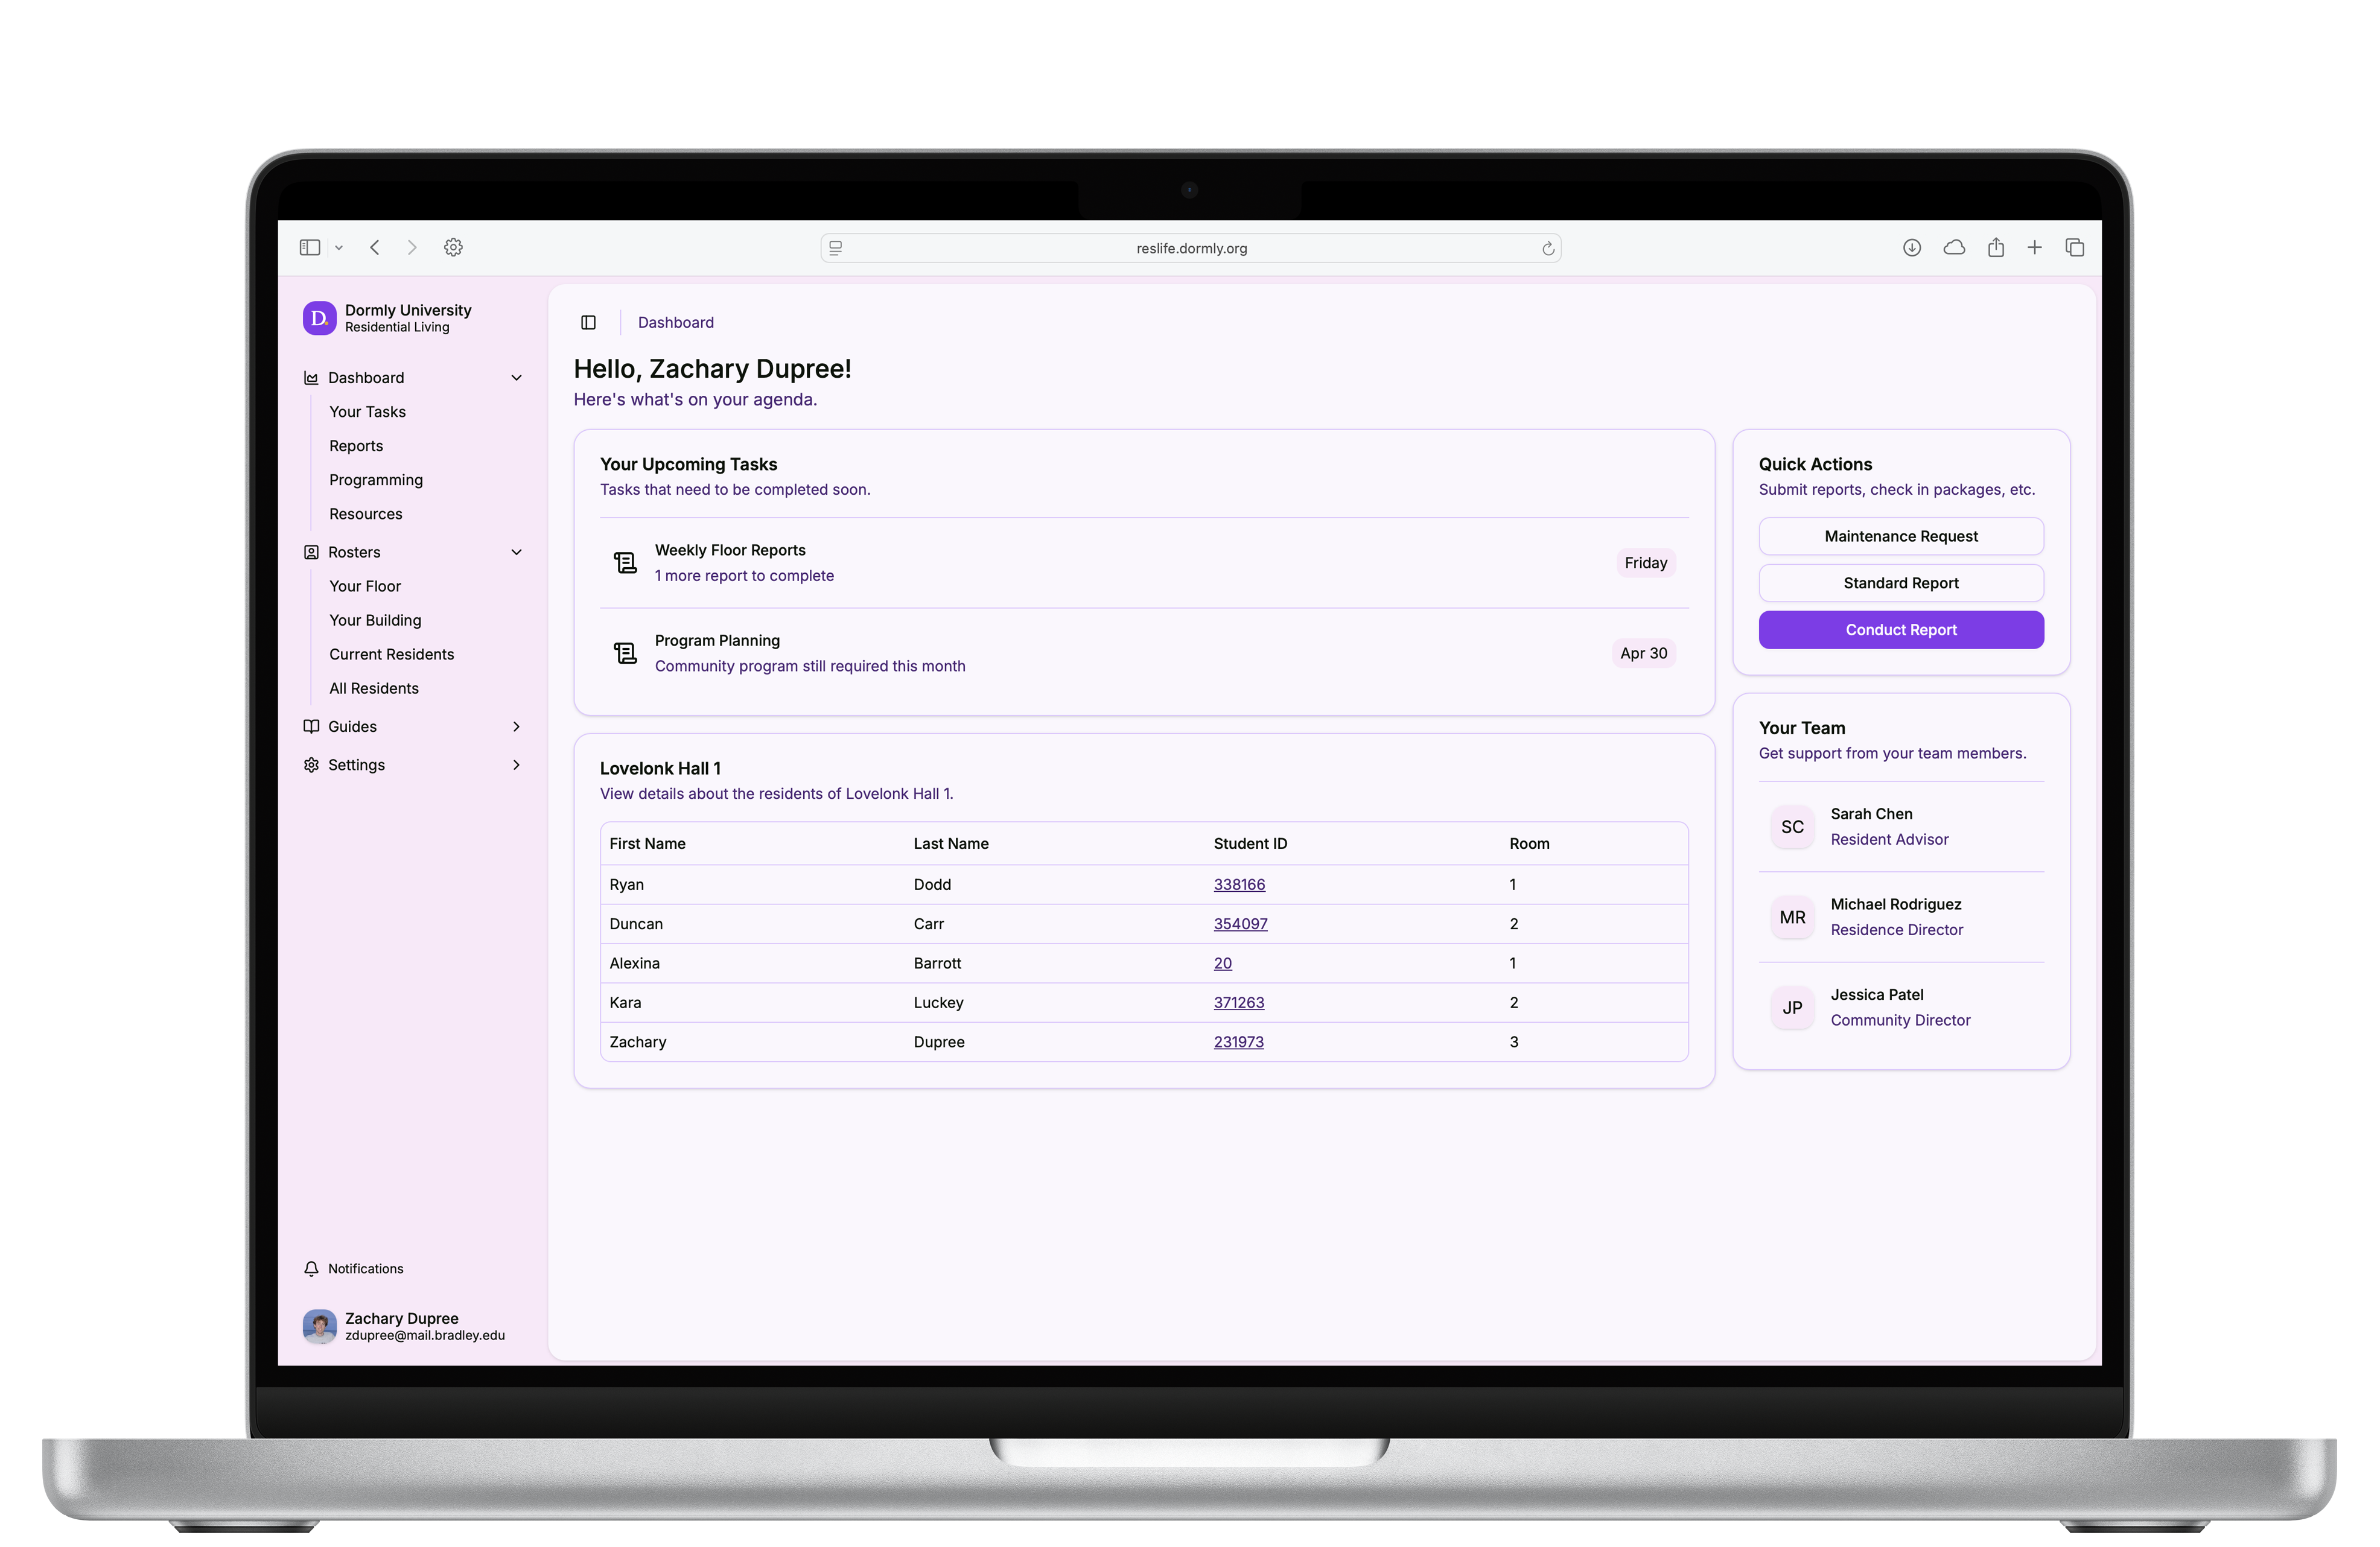 reslife.dormly.org
D.
Dormly University
Residential Living
Dashboard
Your Tasks
Reports
Programming
Resources
Rosters
Your Floor
Your Building
Current Residents
All Residents
Guides
Settings
Notifications
Zachary Dupree
zdupree@mail.bradley.edu
Dashboard
Hello, Zachary Dupree!
Here's what's on your agenda.
Your Upcoming Tasks
Tasks that need to be completed soon.
Weekly Floor Reports
1 more report to complete
Friday
Program Planning
Community program still required this month
Apr 30
Lovelonk Hall 1
View details about the residents of Lovelonk Hall 1.
First Name Last Name Student ID Room
Ryan Dodd 338166 1
Duncan Carr 354097 2
Alexina Barrott 20 1
Kara Luckey 371263 2
Zachary Dupree 231973 3
Quick Actions
Submit reports, check in packages, etc.
Maintenance Request
Standard Report
Conduct Report
Your Team
Get support from your team members.
SC
Sarah Chen
Resident Advisor
MR
Michael Rodriguez
Residence Director
JP
Jessica Patel
Community Director